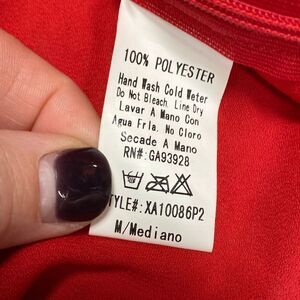 100% POLYESTER
Hand Wash Cold Weter
Do Not Bleach. Line Dry
Lavar A Mano Con
Agua Fria. No Cloro
Secade A Mano
RN#:GA93928
TYLE#:XA10086P2
M/Mediano